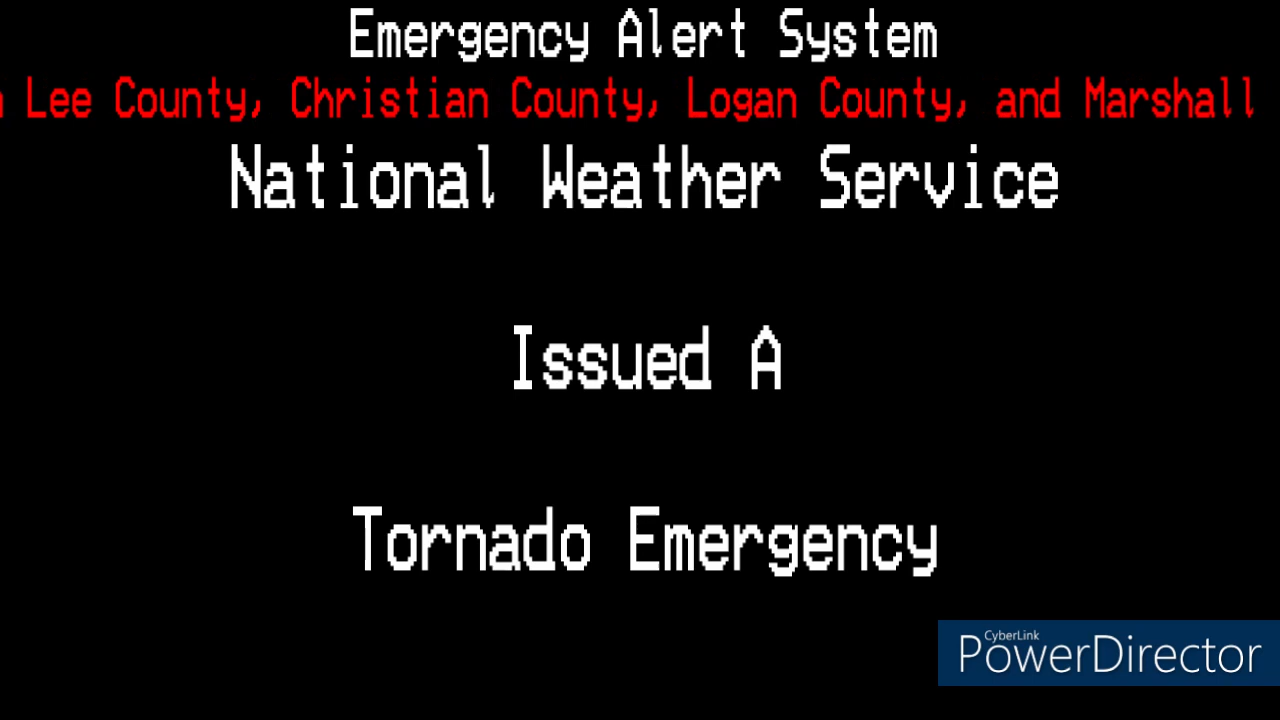 Emergency Alert System
Lee County, Christian County, Logan County, and Marshall
National Weather Service
Issued A
Tornado Emergency
CyberLink
PowerDirector